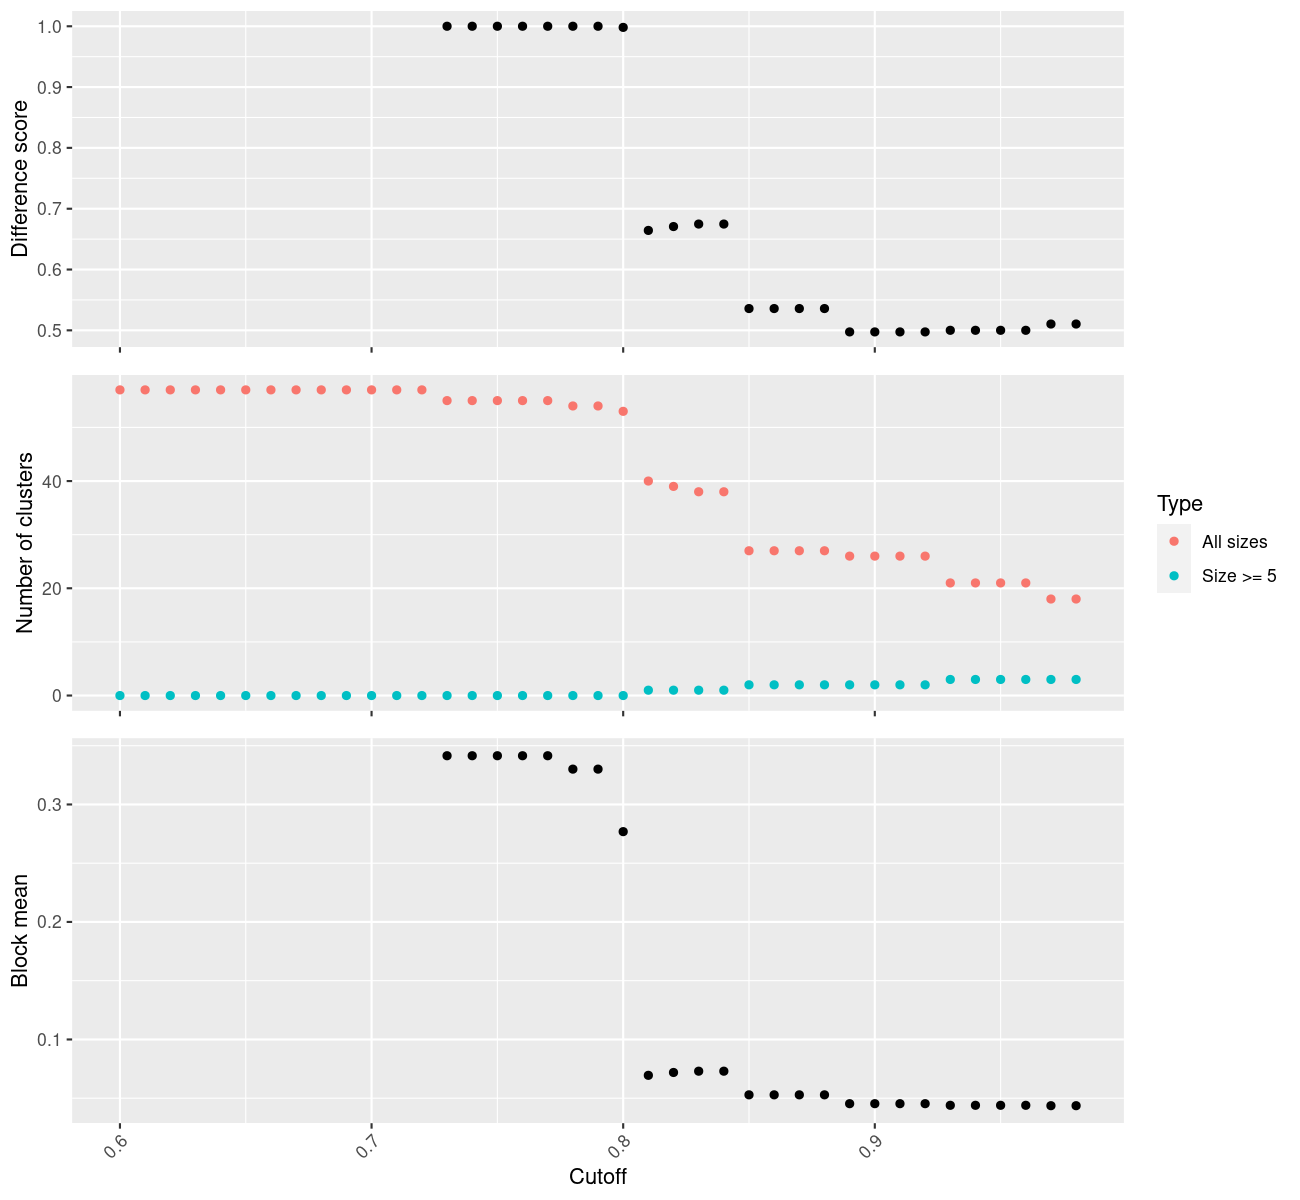 Difference score
1.0
0.9
0.8
0.7
0.6
0.5
Number of clusters
40
20
0
Type
All sizes
Size >= 5
Block mean
0.3
0.2
0.1
0.6
0.7
0.8
0.9
Cutoff